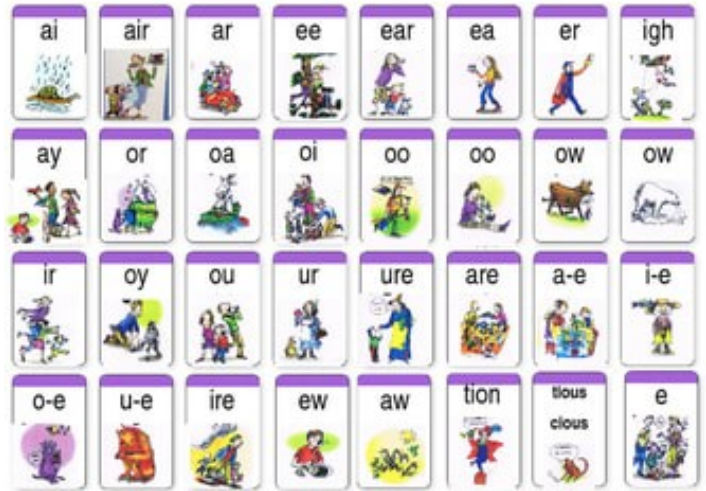 ai air ar ee ear ea er igh
ay or oa oi oo oo ow ow
ir oy ou ur ure are a-e i-e
o-e u-e ire ew aw tion tious e
cious